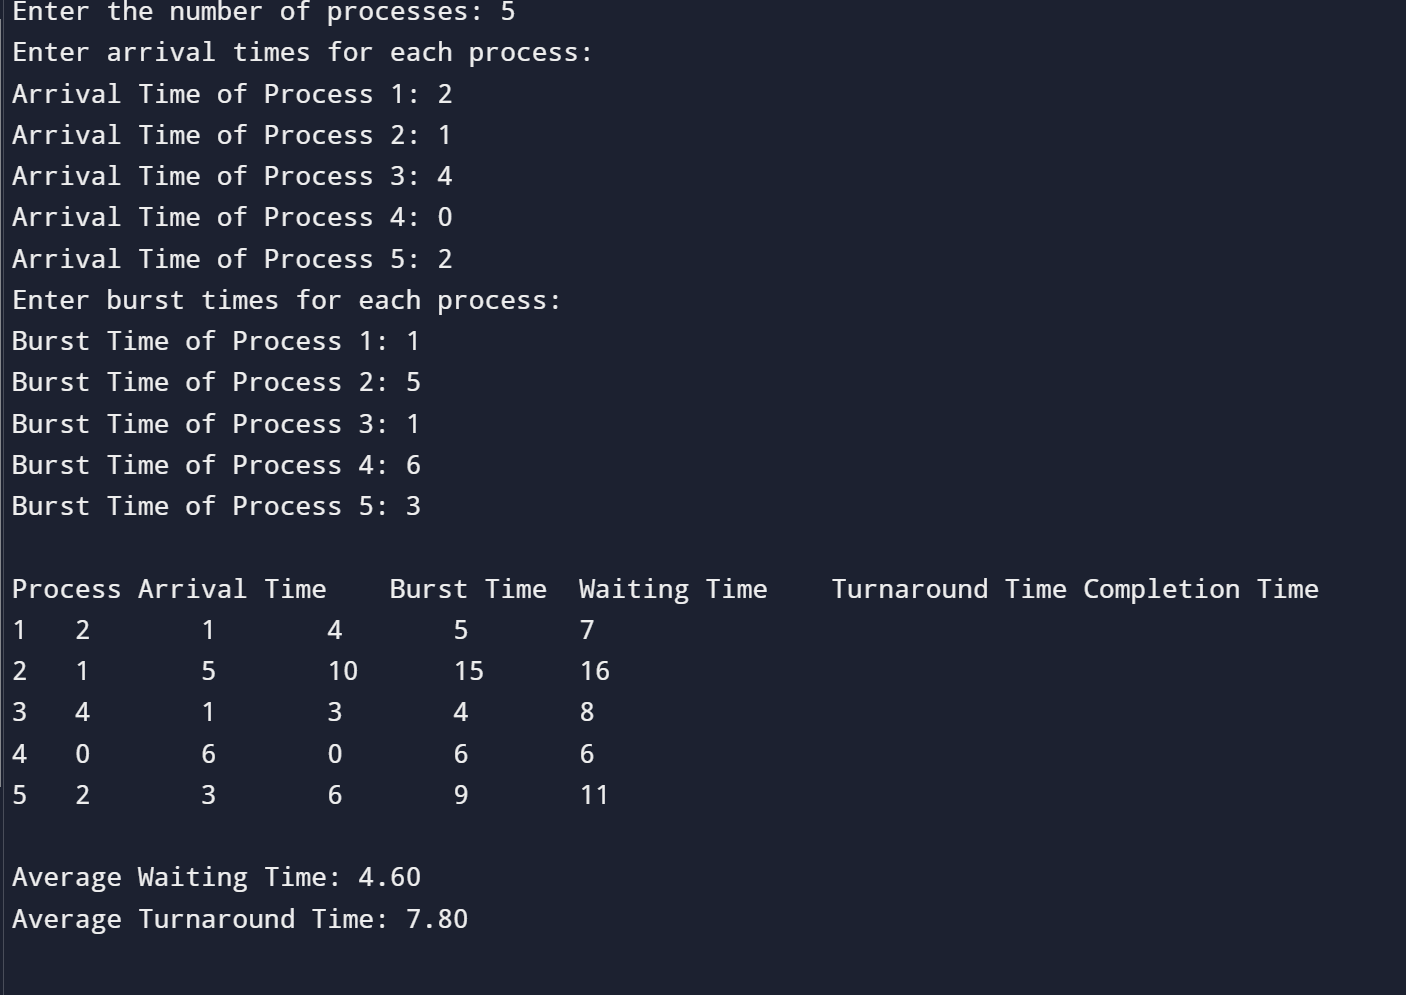 Enter the number of processes: 5
Enter arrival times for each process:
Arrival Time of Process 1: 2
Arrival Time of Process 2: 1
Arrival Time of Process 3: 4
Arrival Time of Process 4: 0
Arrival Time of Process 5: 2
Enter burst times for each process:
Burst Time of Process 1: 1
Burst Time of Process 2: 5
Burst Time of Process 3: 1
Burst Time of Process 4: 6
Burst Time of Process 5: 3
Process Arrival Time    Burst Time  Waiting Time    Turnaround Time Completion Time
1   2       1       4       5       7
2   1       5       10      15      16
3   4       1       3       4       8
4   0       6       0       6       6
5   2       3       6       9       11
Average Waiting Time: 4.60
Average Turnaround Time: 7.80